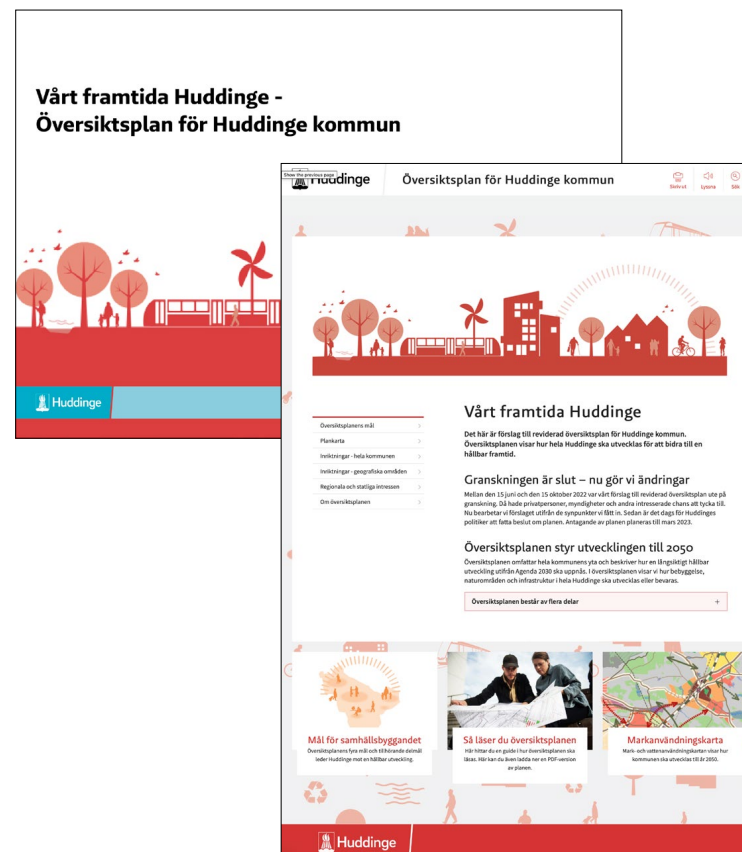 Vårt framtida Huddinge -
Översiktsplan för Huddinge kommun
Huddinge
Show the previous page
Huddinge
Översiktsplan för Huddinge kommun
Skriv ut
Lyssna
Sök
Översiktsplanens mål
Plankarta
Inriktningar - hela kommunen
Inriktningar - geografiska områden
Regionala och statliga intressen
Om översiktsplanen
Vårt framtida Huddinge
Det här är förslag till reviderad översiktsplan för Huddinge kommun.
Översiktsplanen visar hur hela Huddinge ska utvecklas för att bidra till en
hållbar framtid.
Granskningen är slut – nu gör vi ändringar
Mellan den 15 juni och den 15 oktober 2022 var vårt förslag till reviderad översiktsplan ute på
granskning. Då hade privatpersoner, myndigheter och andra intresserade chans att tycka till.
Nu bearbetar vi förslaget utifrån de synpunkter vi fått in. Sedan är det dags för Huddinges
politiker att fatta beslut om planen. Antagande av planen planeras till mars 2023.
Översiktsplanen styr utvecklingen till 2050
Översiktsplanen omfattar hela kommunens yta och beskriver hur en långsiktigt hållbar
utveckling utifrån Agenda 2030 ska uppnås. I översiktsplanen visar vi hur bebyggelse,
naturområden och infrastruktur i hela Huddinge ska utvecklas eller bevaras.
Översiktsplanen består av flera delar
Mål för samhällsbyggandet
Översiktsplanens fyra mål och tillhörande delmål
leder Huddinge mot en hållbar utveckling.
Så läser du översiktsplanen
Här hittar du en guide i hur översiktsplanen ska
läsas. Här kan du även ladda ner en PDF-version
av planen.
Markanvändningskarta
Mark- och vattenanvändningskartan visar hur
kommunen ska utvecklas till år 2050.
Huddinge